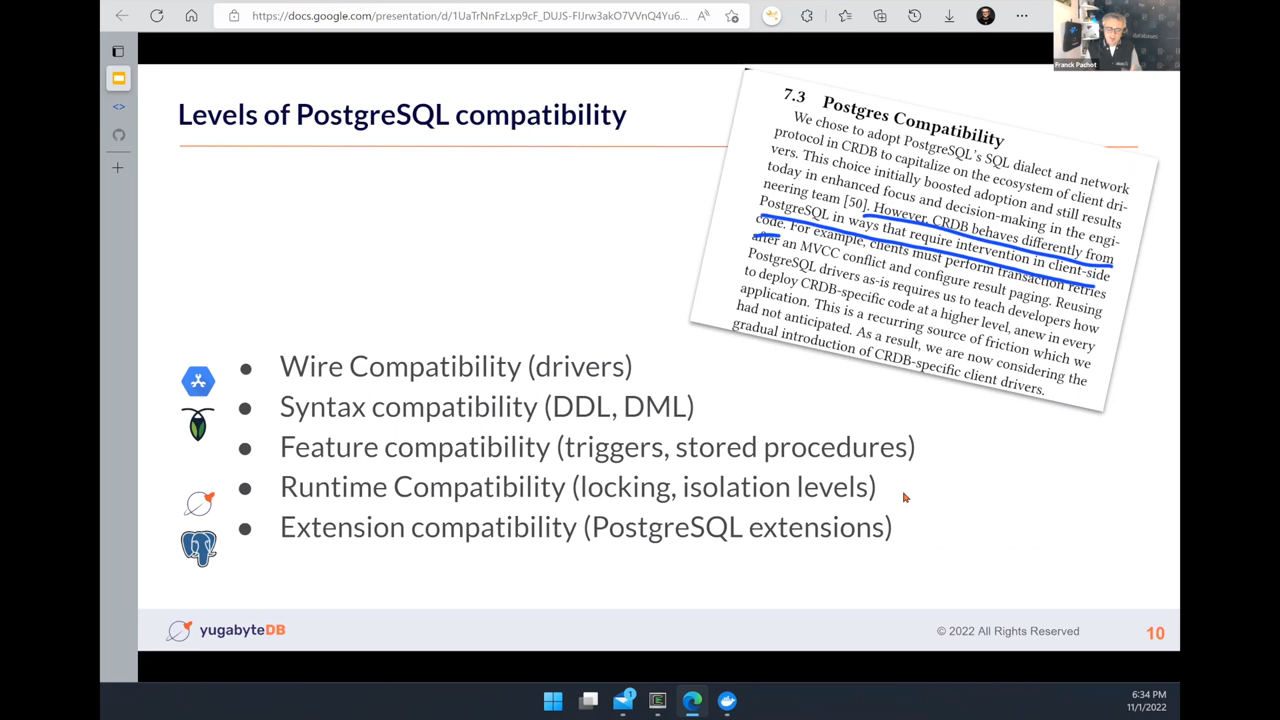 https://docs.google.com/presentation/d/1UaTrNnFzLxp9cF_DUJS-FIJrw3akO7VVnQ4Yu6...
Franck Pachot
Levels of PostgreSQL compatibility
7.3 Postgres Compatibility
We chose to adopt PostgreSQL's SQL dialect and network
protocol in CRDB to capitalize on the ecosystem of client dri-
vers. This choice initially boosted adoption and still results
today in enhanced focus and decision-making in the engi-
neering team [50]. However, CRDB behaves differently from
PostgreSQL in ways that require intervention in client-side
code. For example, clients must perform transaction retries
after an MVCC conflict and configure result paging. Reusing
PostgreSQL drivers as-is requires us to teach developers how
to deploy CRDB-specific code at a higher level, anew in every
application. This is a recurring source of friction which we
had not anticipated. As a result, we are now considering the
gradual introduction of CRDB-specific client drivers.
● Wire Compatibility (drivers)
● Syntax compatibility (DDL, DML)
● Feature compatibility (triggers, stored procedures)
● Runtime Compatibility (locking, isolation levels)
● Extension compatibility (PostgreSQL extensions)
yugabyteDB
© 2022 All Rights Reserved
10
1
6:34 PM
11/1/2022